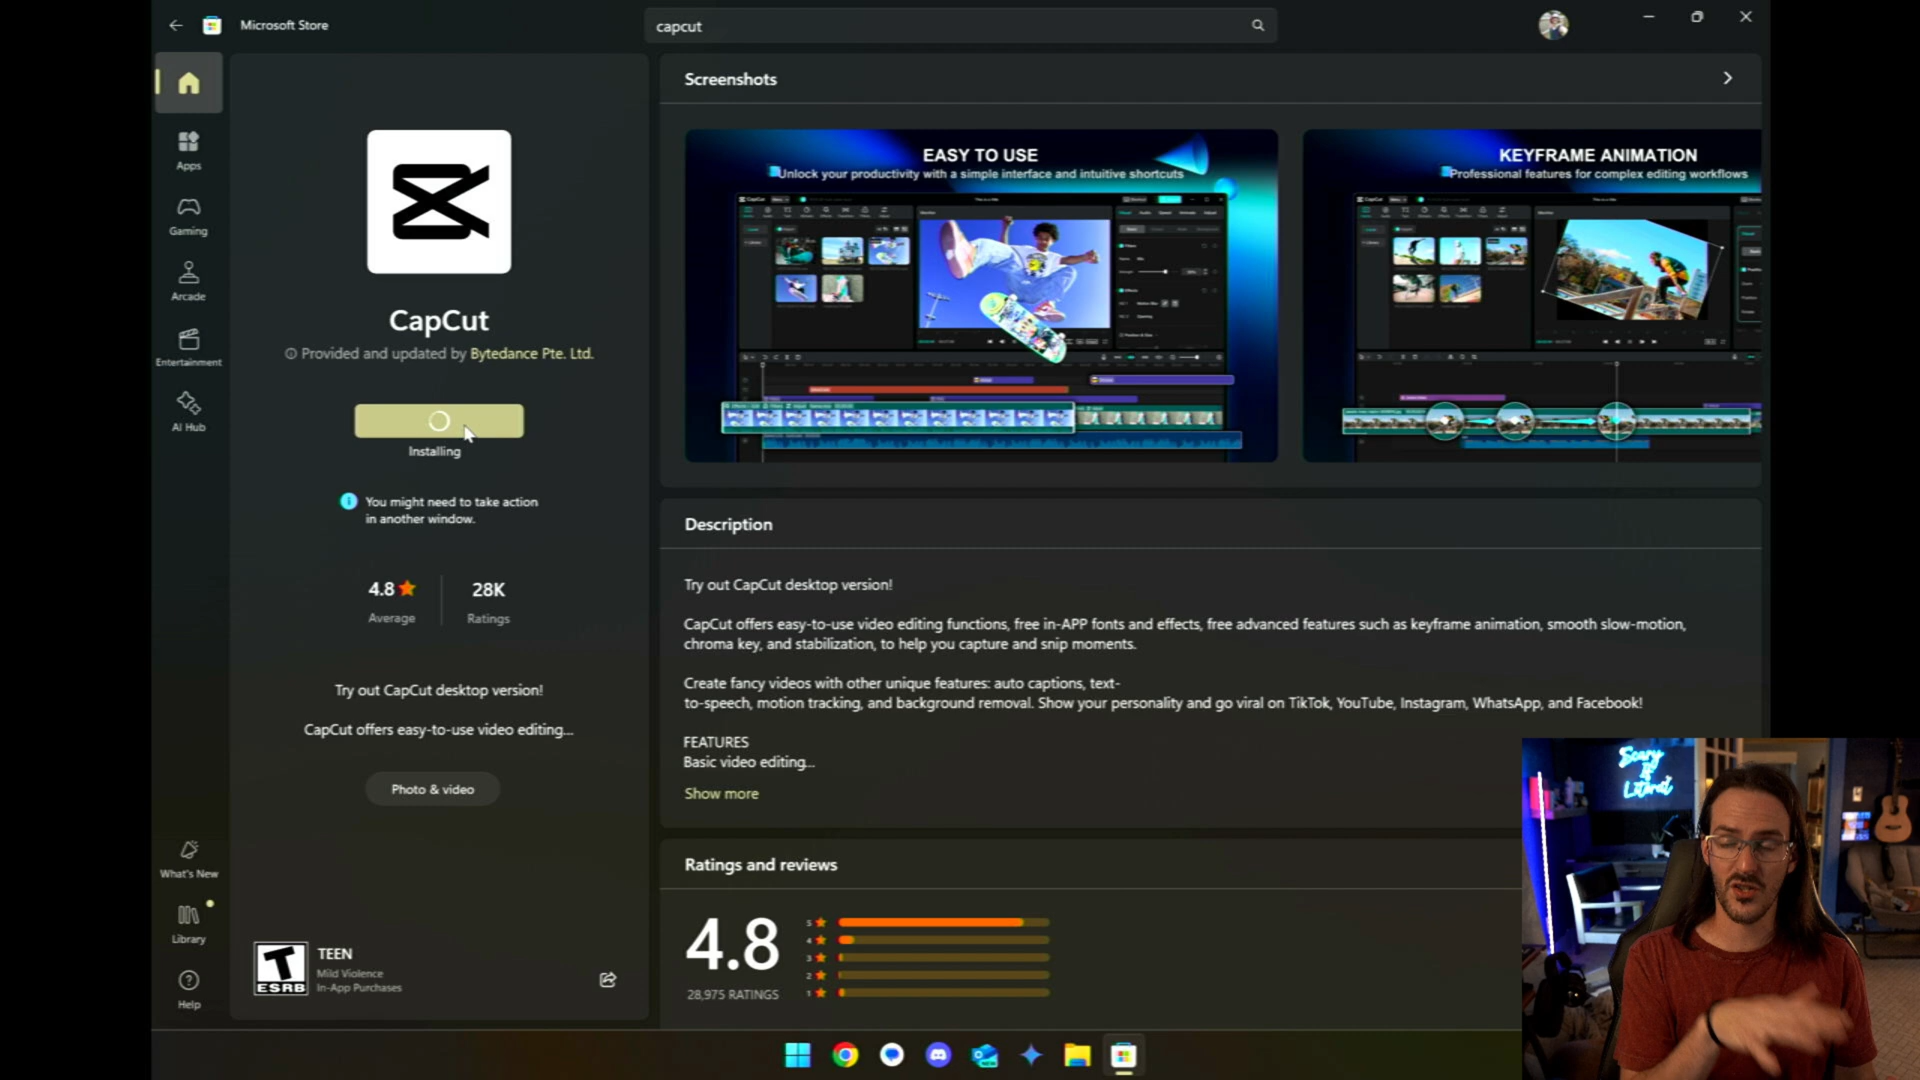 Microsoft Store
capcut
Apps
Gaming
Arcade
Entertainment
AI Hub
What's New
Library
Help
CapCut
Provided and updated by Bytedance Pte. Ltd.
Installing
You might need to take action
in another window.
4.8
Average
28K
Ratings
Try out CapCut desktop version!
CapCut offers easy-to-use video editing...
Photo & video
T
ESRB
TEEN
Mild Violence
In-App Purchases
Screenshots
EASY TO USE
Unlock your productivity with a simple interface and intuitive shortcuts
KEYFRAME ANIMATION
Professional features for complex editing workflows
Description
Try out CapCut desktop version!
CapCut offers easy-to-use video editing functions, free in-APP fonts and effects, free advanced features such as keyframe animation, smooth slow-motion,
chroma key, and stabilization, to help you capture and snip moments.
Create fancy videos with other unique features: auto captions, text-
to-speech, motion tracking, and background removal. Show your personality and go viral on TikTok, YouTube, Instagram, WhatsApp, and Facebook!
FEATURES
Basic video editing...
Show more
Ratings and reviews
4.8
28,975 RATINGS
5
4
3
2
1
Scary
is
Literal